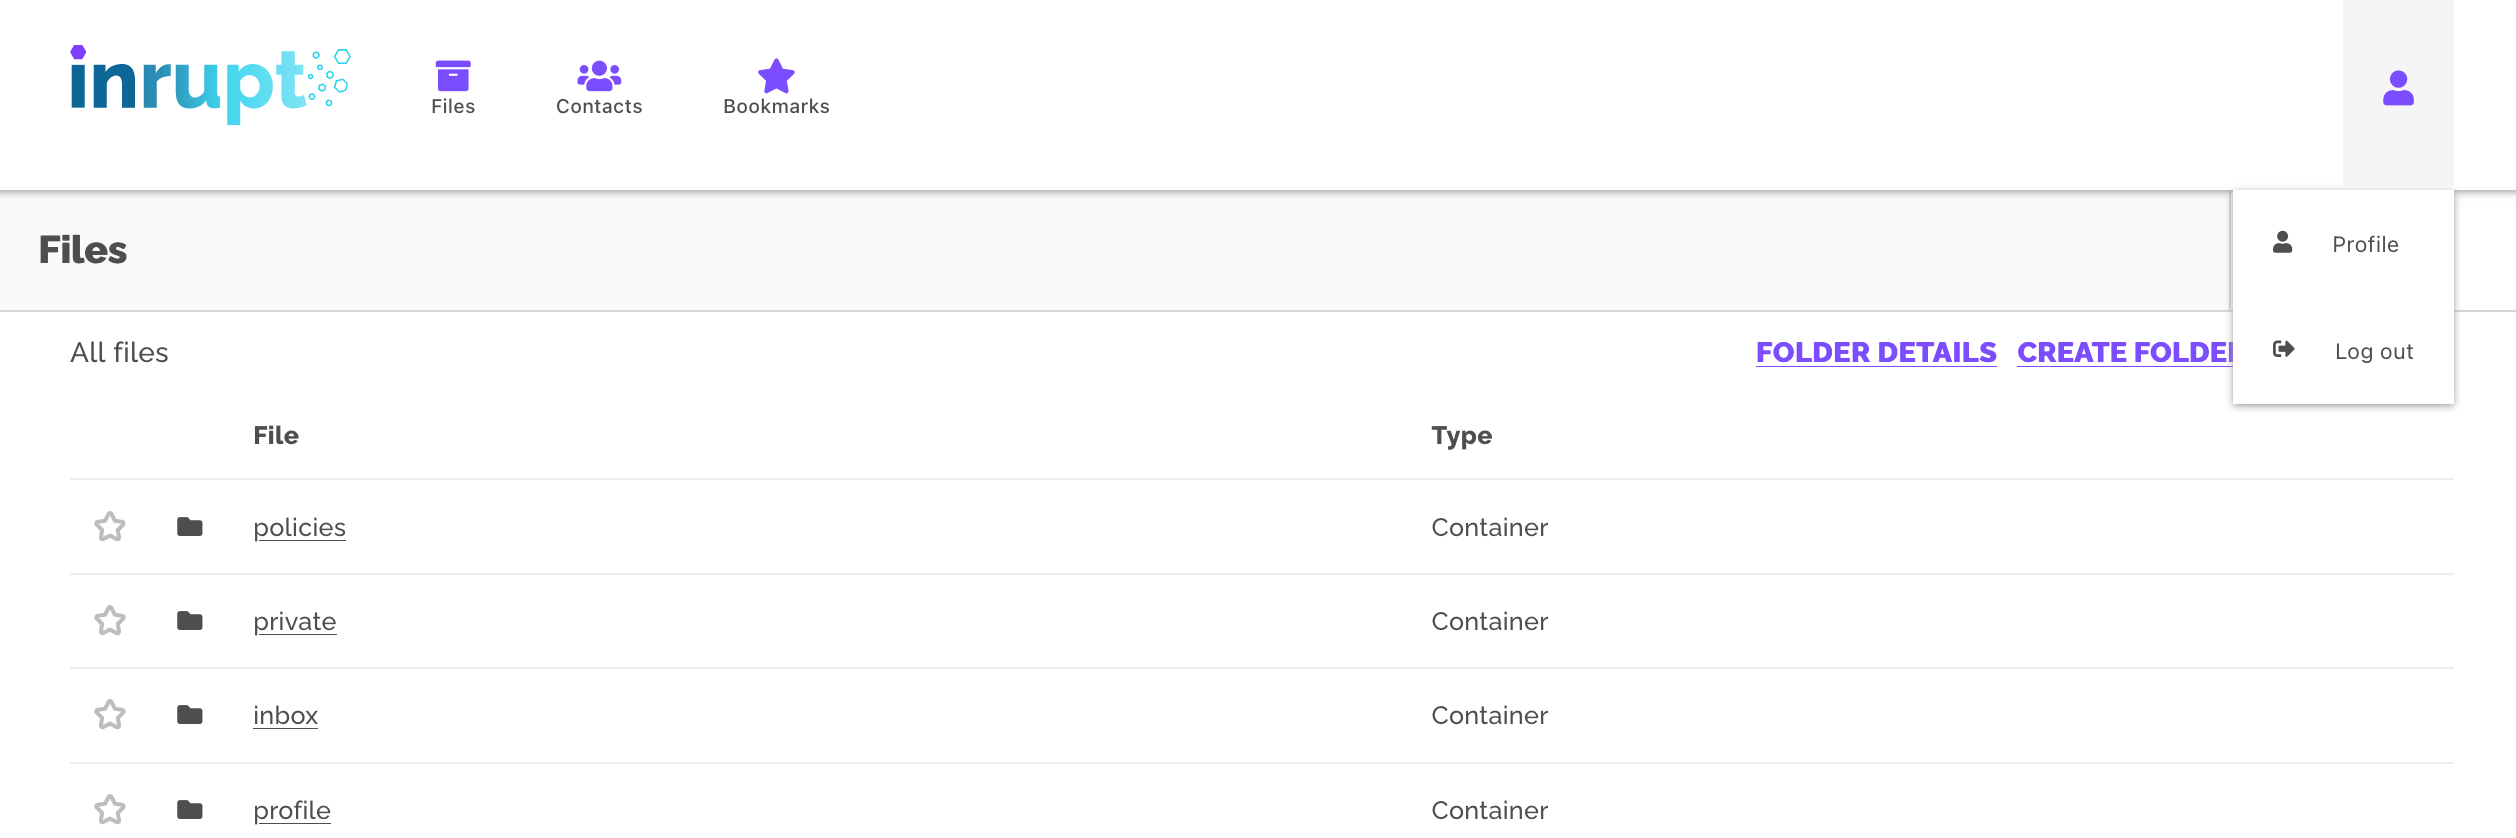 inrupt
Files
Contacts
Bookmarks
Files
Profile
All files
FOLDER DETAILS
CREATE FOLDE
Log out
File
Type
policies
Container
private
Container
inbox
Container
profile
Container